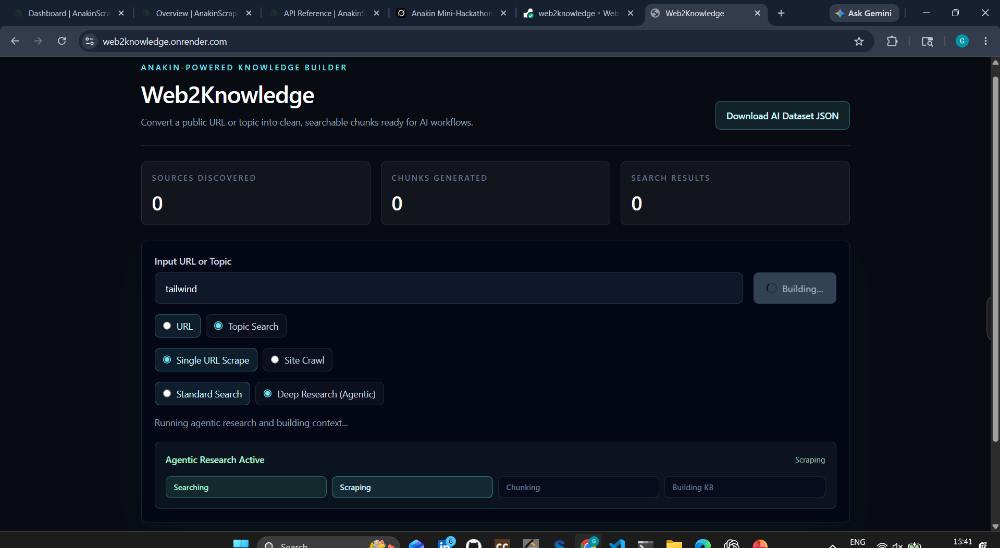 Dashboard | AnakinScra
Overview | AnakinScrap
API Reference | AnakinS
Anakin Mini-Hackathon
web2knowledge · Web
Web2Knowledge
Ask Gemini
web2knowledge.onrender.com
G
ANAKIN-POWERED KNOWLEDGE BUILDER
Web2Knowledge
Convert a public URL or topic into clean, searchable chunks ready for AI workflows.
Download AI Dataset JSON
SOURCES DISCOVERED
0
CHUNKS GENERATED
0
SEARCH RESULTS
0
Input URL or Topic
tailwind
Building...
URL
Topic Search
Single URL Scrape
Site Crawl
Standard Search
Deep Research (Agentic)
Running agentic research and building context...
Agentic Research Active
Scraping
Searching
Scraping
Chunking
Building KB
Search
6
G
ENG
15:41